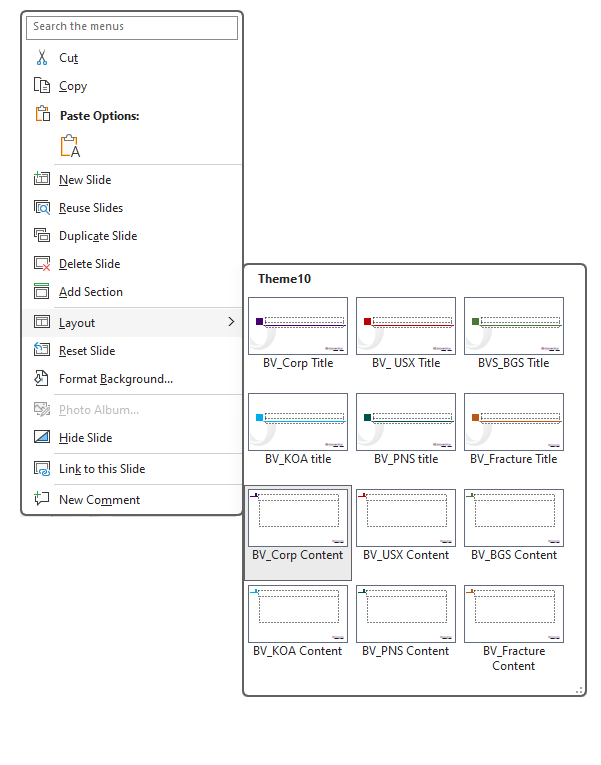 Search the menus
Cut
Copy
Paste Options:
A
New Slide
Reuse Slides
Duplicate Slide
Delete Slide
Add Section
Layout
Reset Slide
Format Background...
Photo Album...
Hide Slide
Link to this Slide
New Comment
Theme10
BV_Corp Title
BV_ USX Title
BVS_BGS Title
BV_KOA title
BV_PNS title
BV_Fracture Title
BV_Corp Content
BV_USX Content
BV_BGS Content
BV_KOA Content
BV_PNS Content
BV_Fracture
Content